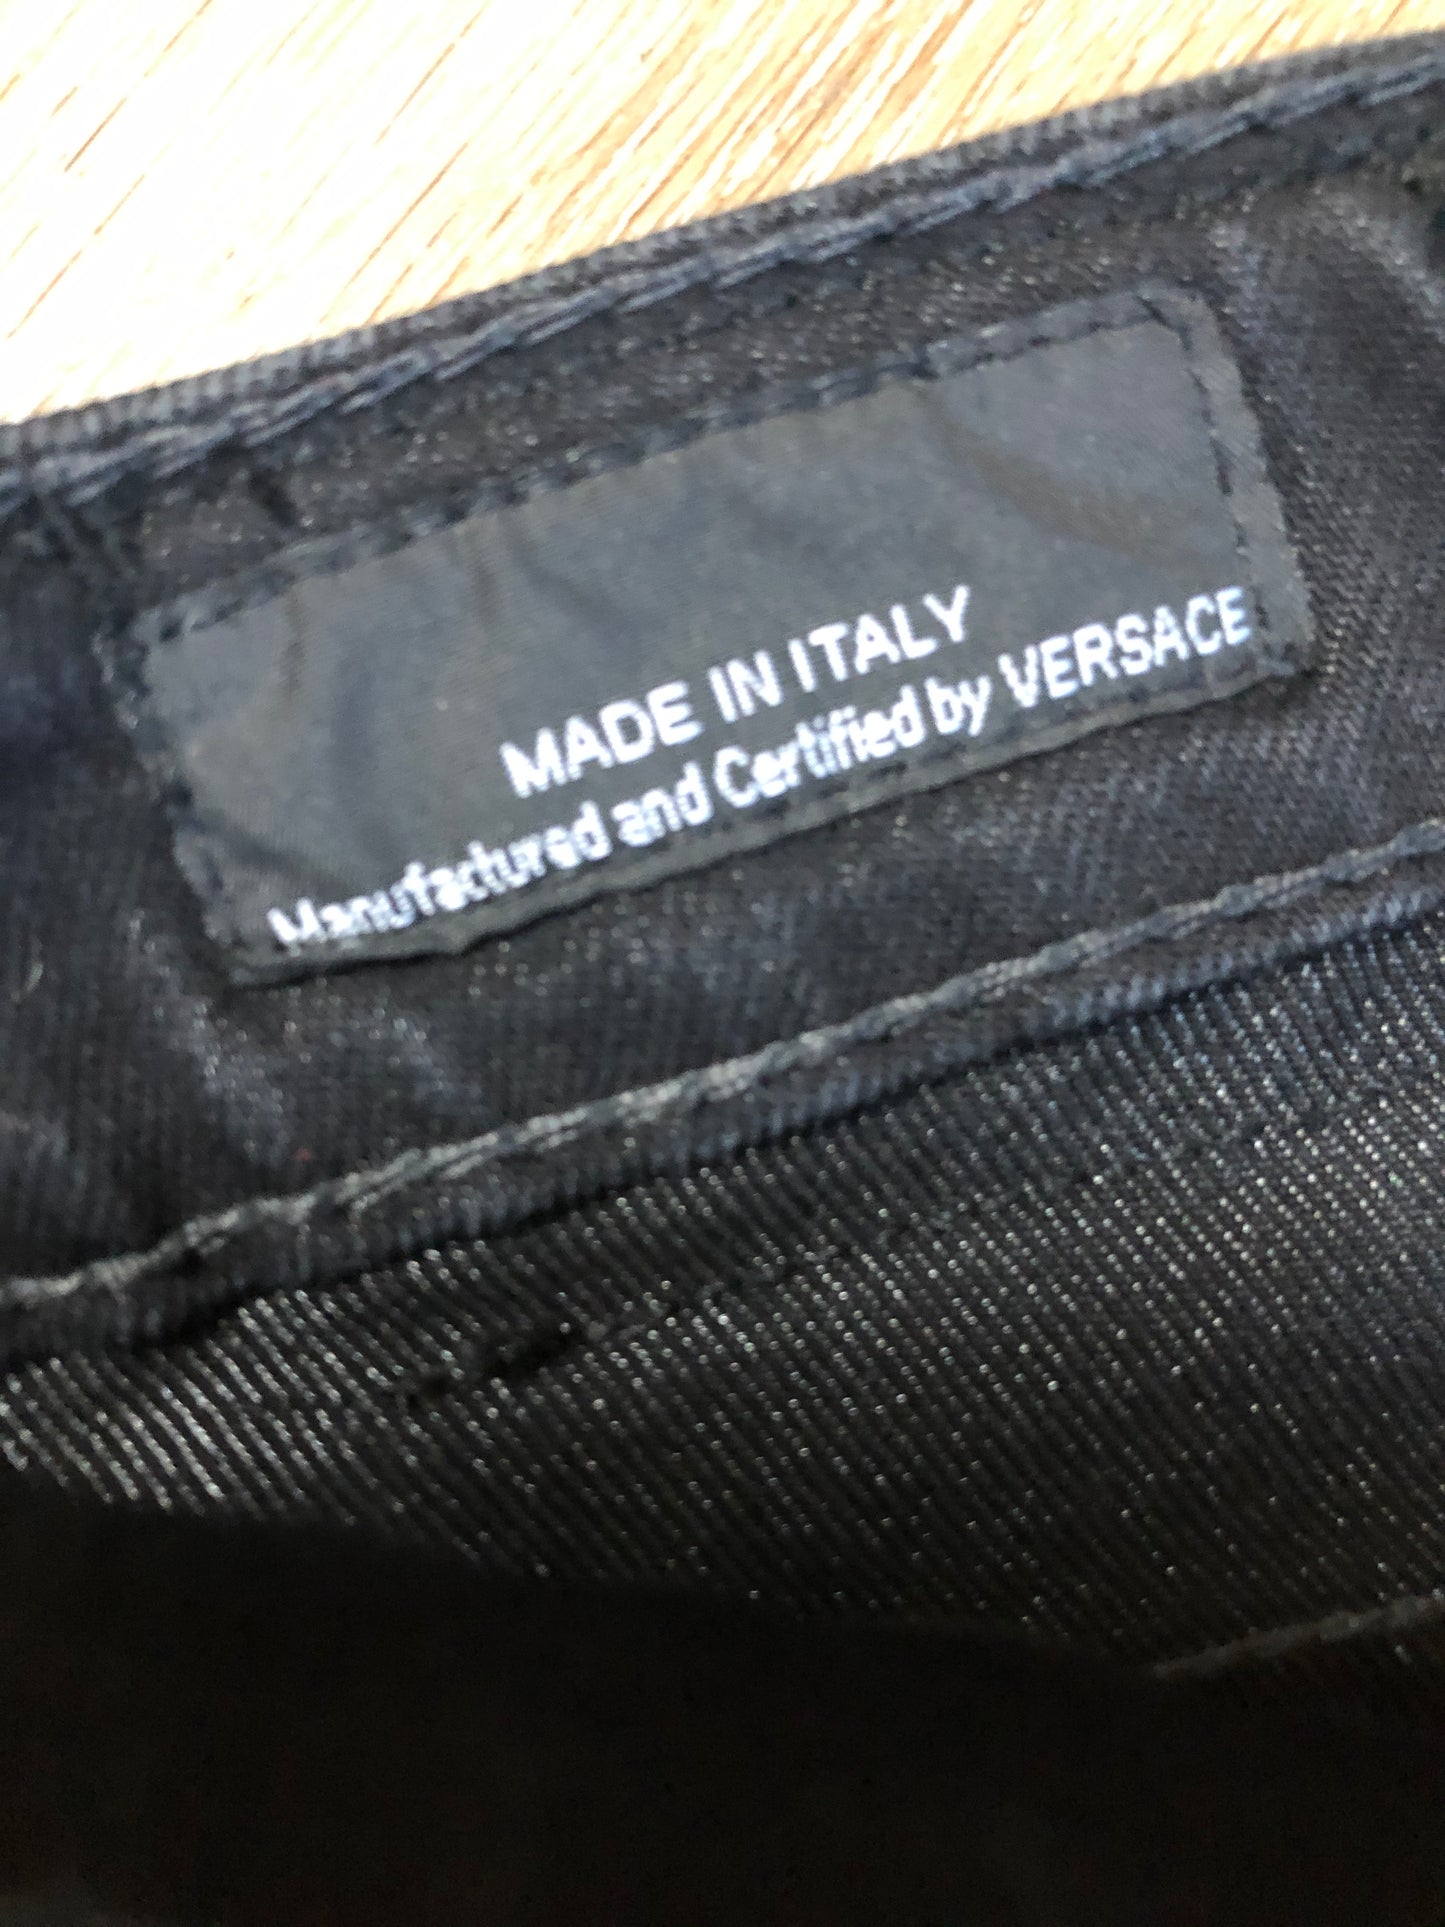 MADE IN ITALY
Manufactured and Certified by VERSACE